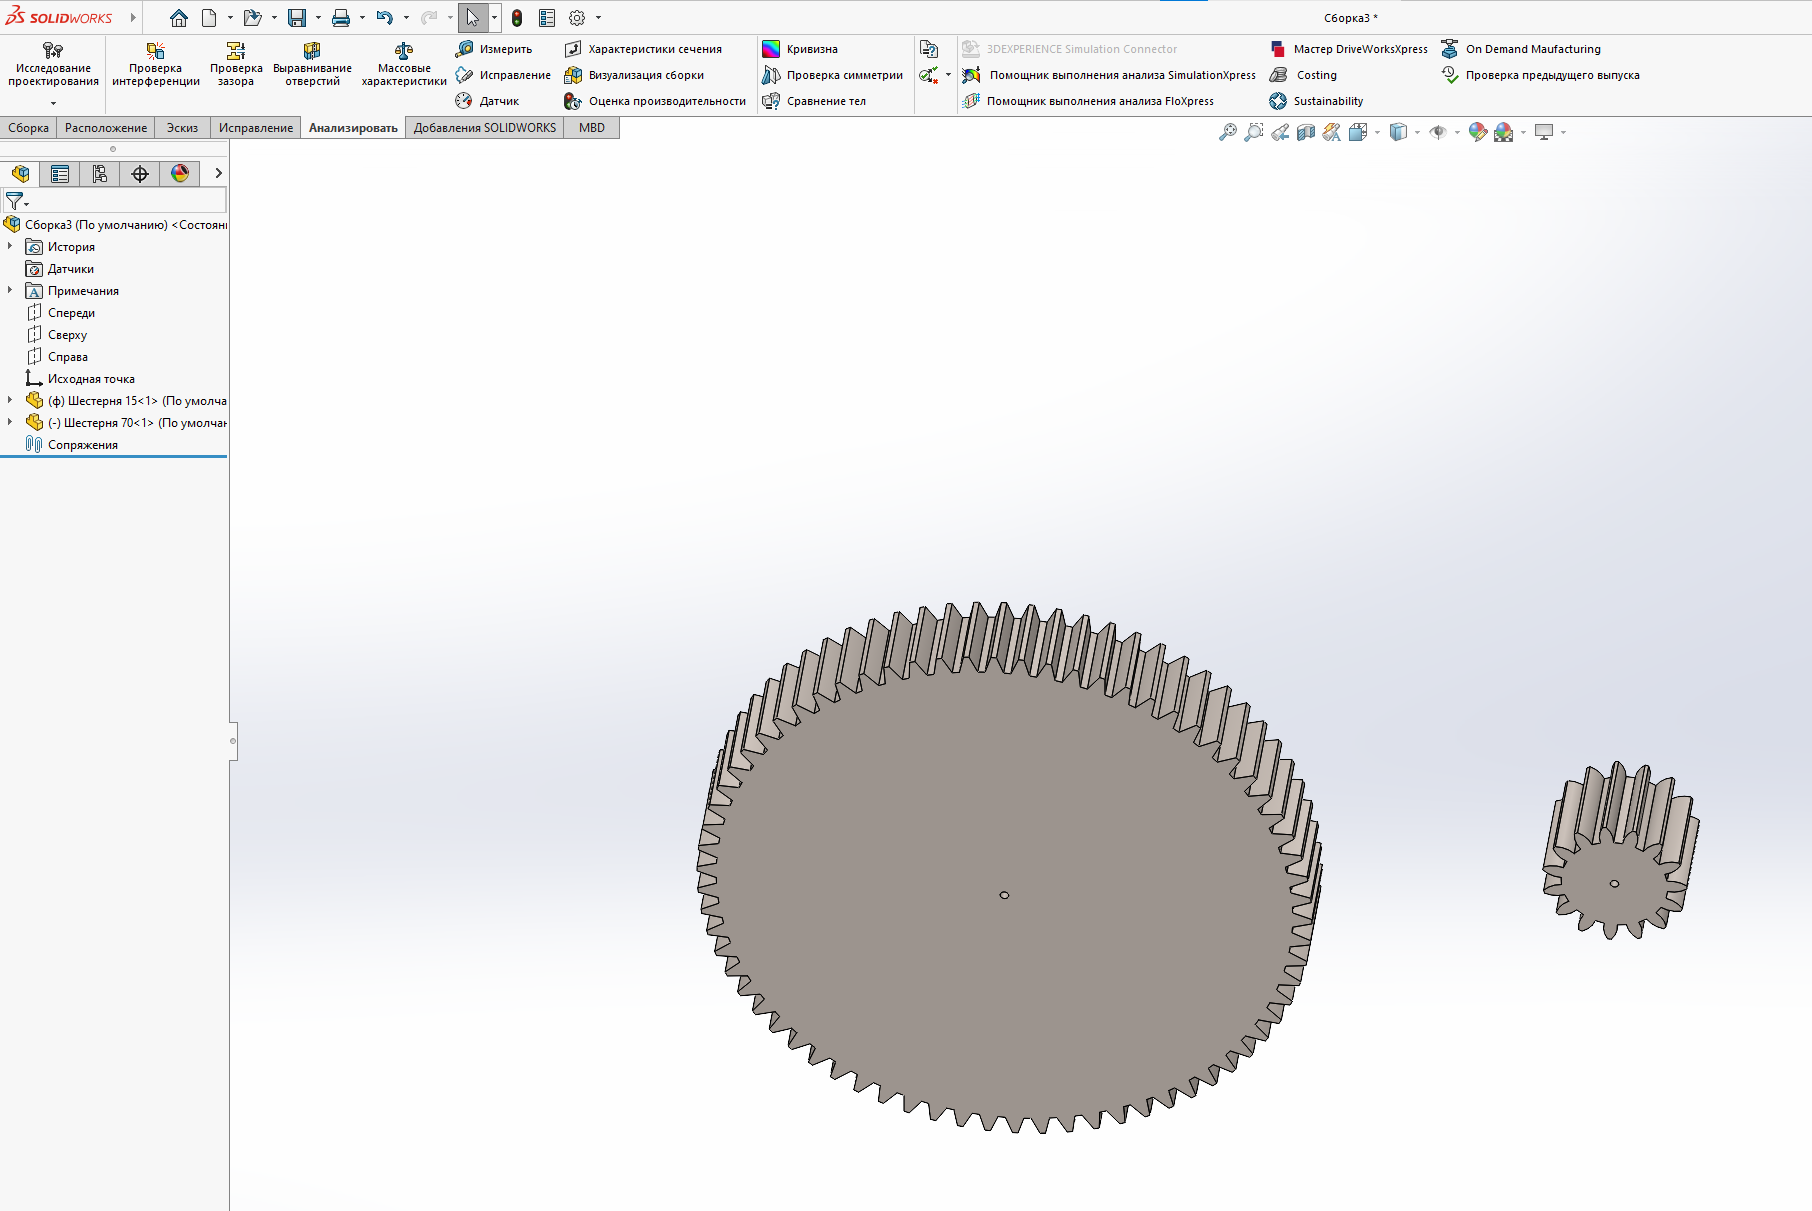 SOLIDWORKS
Сборка3 *
Исследование проектирования
Проверка интерференции
Проверка зазора
Выравнивание отверстий
Массовые характеристики
Измерить
Исправление
Датчик
Характеристики сечения
Визуализация сборки
Оценка производительности
Кривизна
Проверка симметрии
Сравнение тел
3DEXPERIENCE Simulation Connector
Помощник выполнения анализа SimulationXpress
Помощник выполнения анализа FloXpress
Мастер DriveWorksXpress
Costing
Sustainability
On Demand Maufacturing
Проверка предыдущего выпуска
Сборка
Расположение
Эскиз
Исправление
Анализировать
Добавления SOLIDWORKS
MBD
Сборка3 (По умолчанию) <Состоян
История
Датчики
Примечания
Спереди
Сверху
Справа
Исходная точка
(ф) Шестерня 15<1> (По умолча
(-) Шестерня 70<1> (По умолчан
Сопряжения